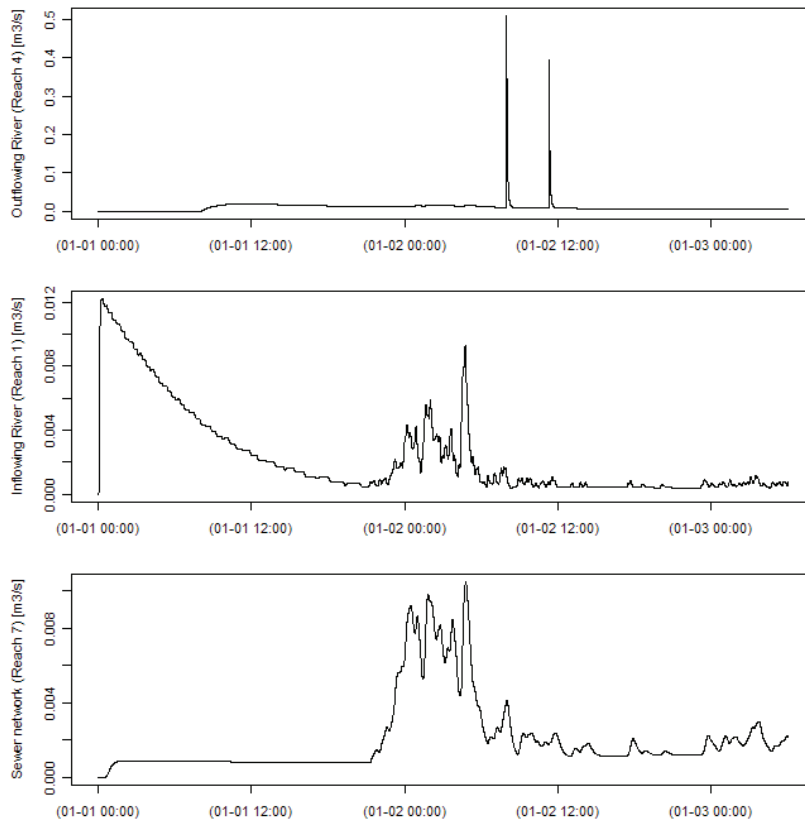 Outflowing River (Reach 4) [m3/s]
0.5
0.4
0.3
0.2
0.1
0.0
(01-01 00:00) (01-01 12:00) (01-02 00:00) (01-02 12:00) (01-03 00:00)
Inflowing River (Reach 1) [m3/s]
0.012
0.008
0.004
0.000
(01-01 00:00) (01-01 12:00) (01-02 00:00) (01-02 12:00) (01-03 00:00)
Sewer network (Reach 7) [m3/s]
0.008
0.004
0.000
(01-01 00:00) (01-01 12:00) (01-02 00:00) (01-02 12:00) (01-03 00:00)